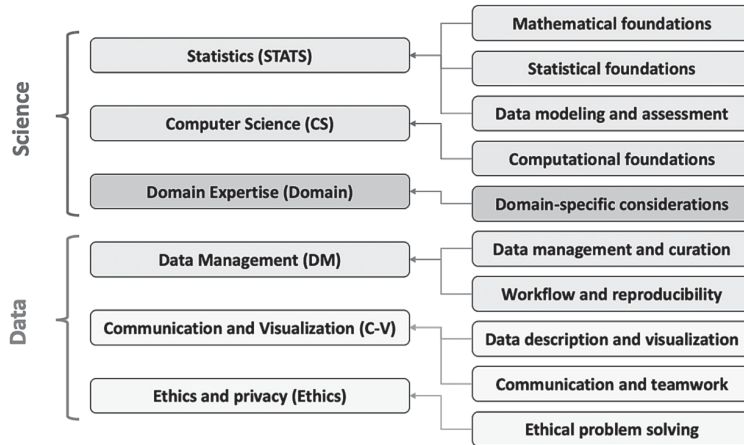 Science
Statistics (STATS)
Computer Science (CS)
Domain Expertise (Domain)
Data
Data Management (DM)
Communication and Visualization (C-V)
Ethics and privacy (Ethics)
Mathematical foundations
Statistical foundations
Data modeling and assessment
Computational foundations
Domain-specific considerations
Data management and curation
Workflow and reproducibility
Data description and visualization
Communication and teamwork
Ethical problem solving